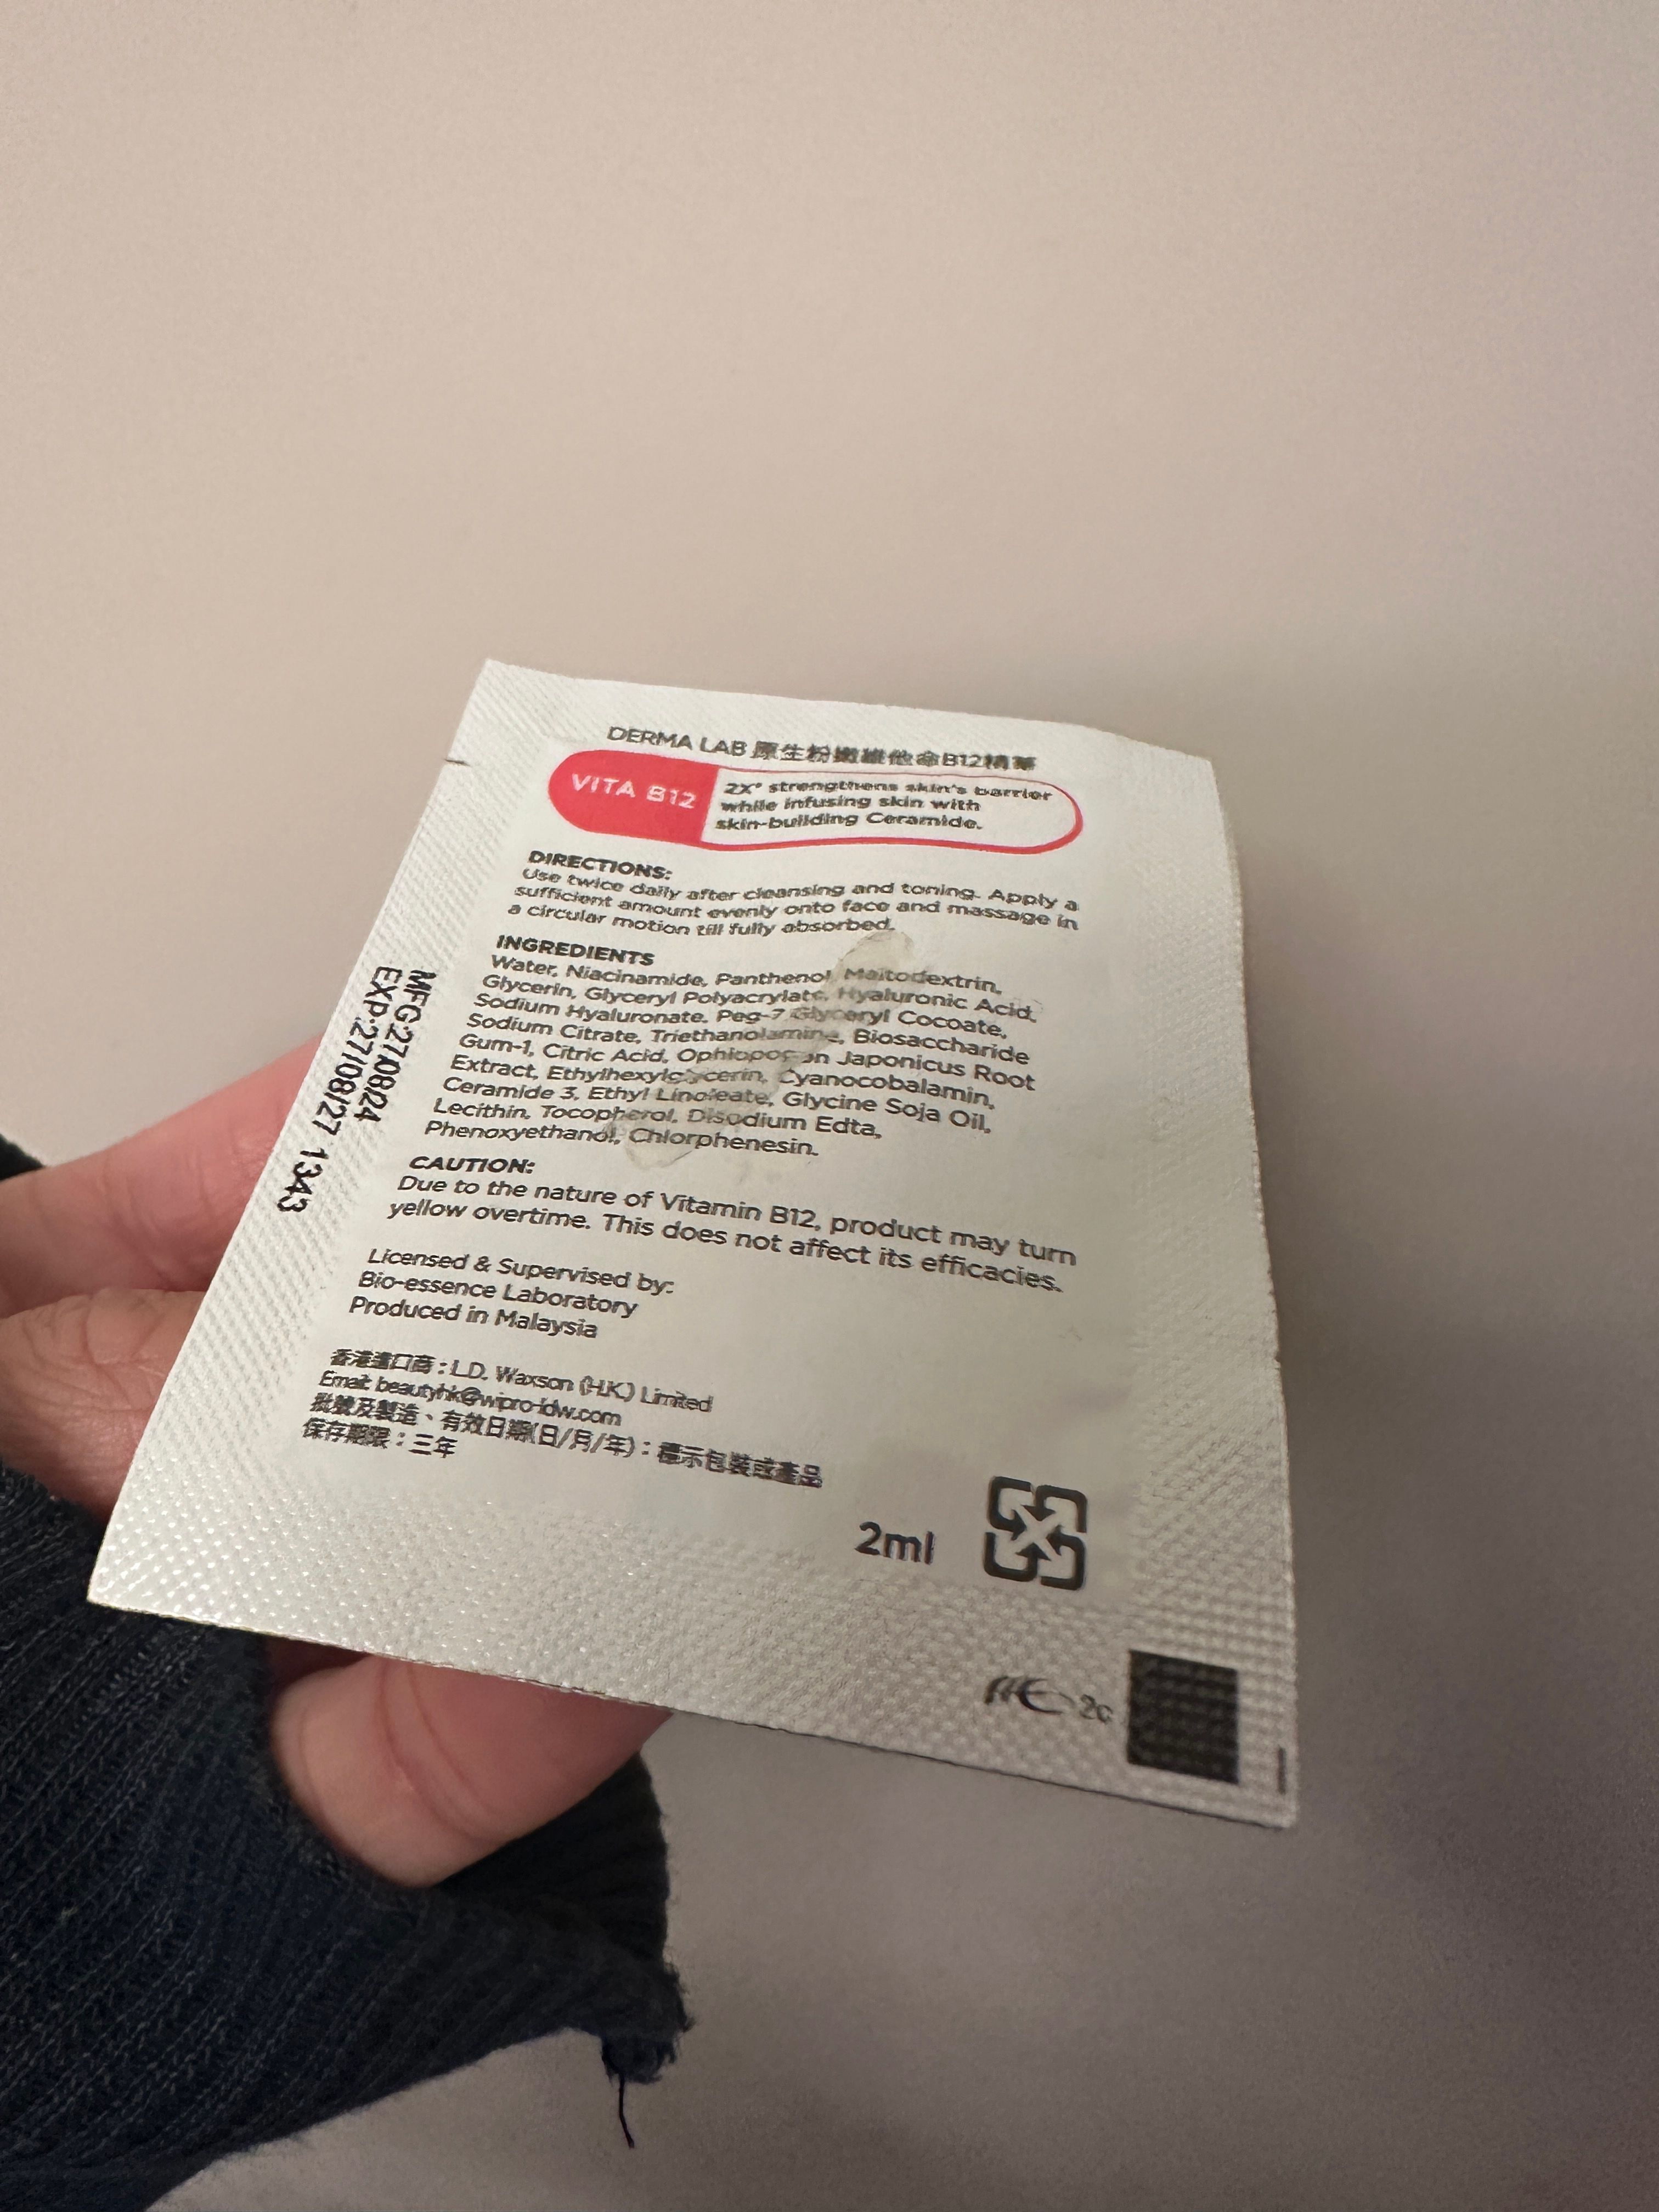 DERMA LAB 原生粉嫩維他命B12精華
VITA B12
2X* strengthens skin's barrier
while infusing skin with
skin-building Ceramide.
DIRECTIONS:
Use twice daily after cleansing and toning. Apply a
sufficient amount evenly onto face and massage in
a circular motion till fully absorbed.
INGREDIENTS
Water, Niacinamide, Panthenol, Maltodextrin,
Glycerin, Glyceryl Polyacrylate, Hyaluronic Acid,
Sodium Hyaluronate, Peg-7 Glyceryl Cocoate,
Sodium Citrate, Triethanolamine, Biosaccharide
Gum-1, Citric Acid, Ophiopogon Japonicus Root
Extract, Ethylhexylglycerin, Cyanocobalamin,
Ceramide 3, Ethyl Linoleate, Glycine Soja Oil,
Lecithin, Tocopherol, Disodium Edta,
Phenoxyethanol, Chlorphenesin.
CAUTION:
Due to the nature of Vitamin B12, product may turn
yellow overtime. This does not affect its efficacies.
Licensed & Supervised by:
Bio-essence Laboratory
Produced in Malaysia
香港進口商 : L.D. Waxson (H.K.) Limited
Email: beautyhk@wipro-ldw.com
批號及製造、有效日期(日/月/年) : 標示包裝或產品
保存期限 : 三年
2ml
MFG:27/08/24
EXP:27/08/27 1343